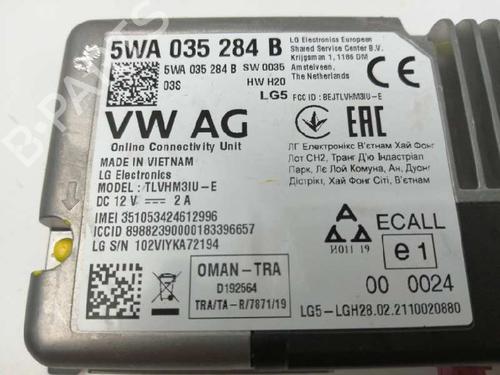 5WA 035 284 B
5WA 035 284 B SW 0035
03S HW H20
LG5
LG Electronics European
Shared Service Center B.V.
Krijgsman 1, 1186 DM
Amstelveen,
The Netherlands
FCC ID : BEJTLVHM3IU-E
VW AG
Online Connectivity Unit
MADE IN VIETNAM
LG Electronics
MODEL : TLVHM3IU-E
DC 12 V 2 A
IMEI 351053424612996
ICCID 89882390000183396657
LG S/N 102VIYKA72194
EAC
ЛГ Електронікс В'єтнам Хай Фонг
Лот СН2, Транг Д'ю Індастріал
Парк, Ле Лой Комуна, Ан Дуонг
Дістрікт, Хай Фонг Сіті, В'єтнам
И011 19
ECALL
e1
00 0024
OMAN-TRA
D192564
TRA/TA-R/7871/19
LG5-LGH28.02.2110020880
B-Parts